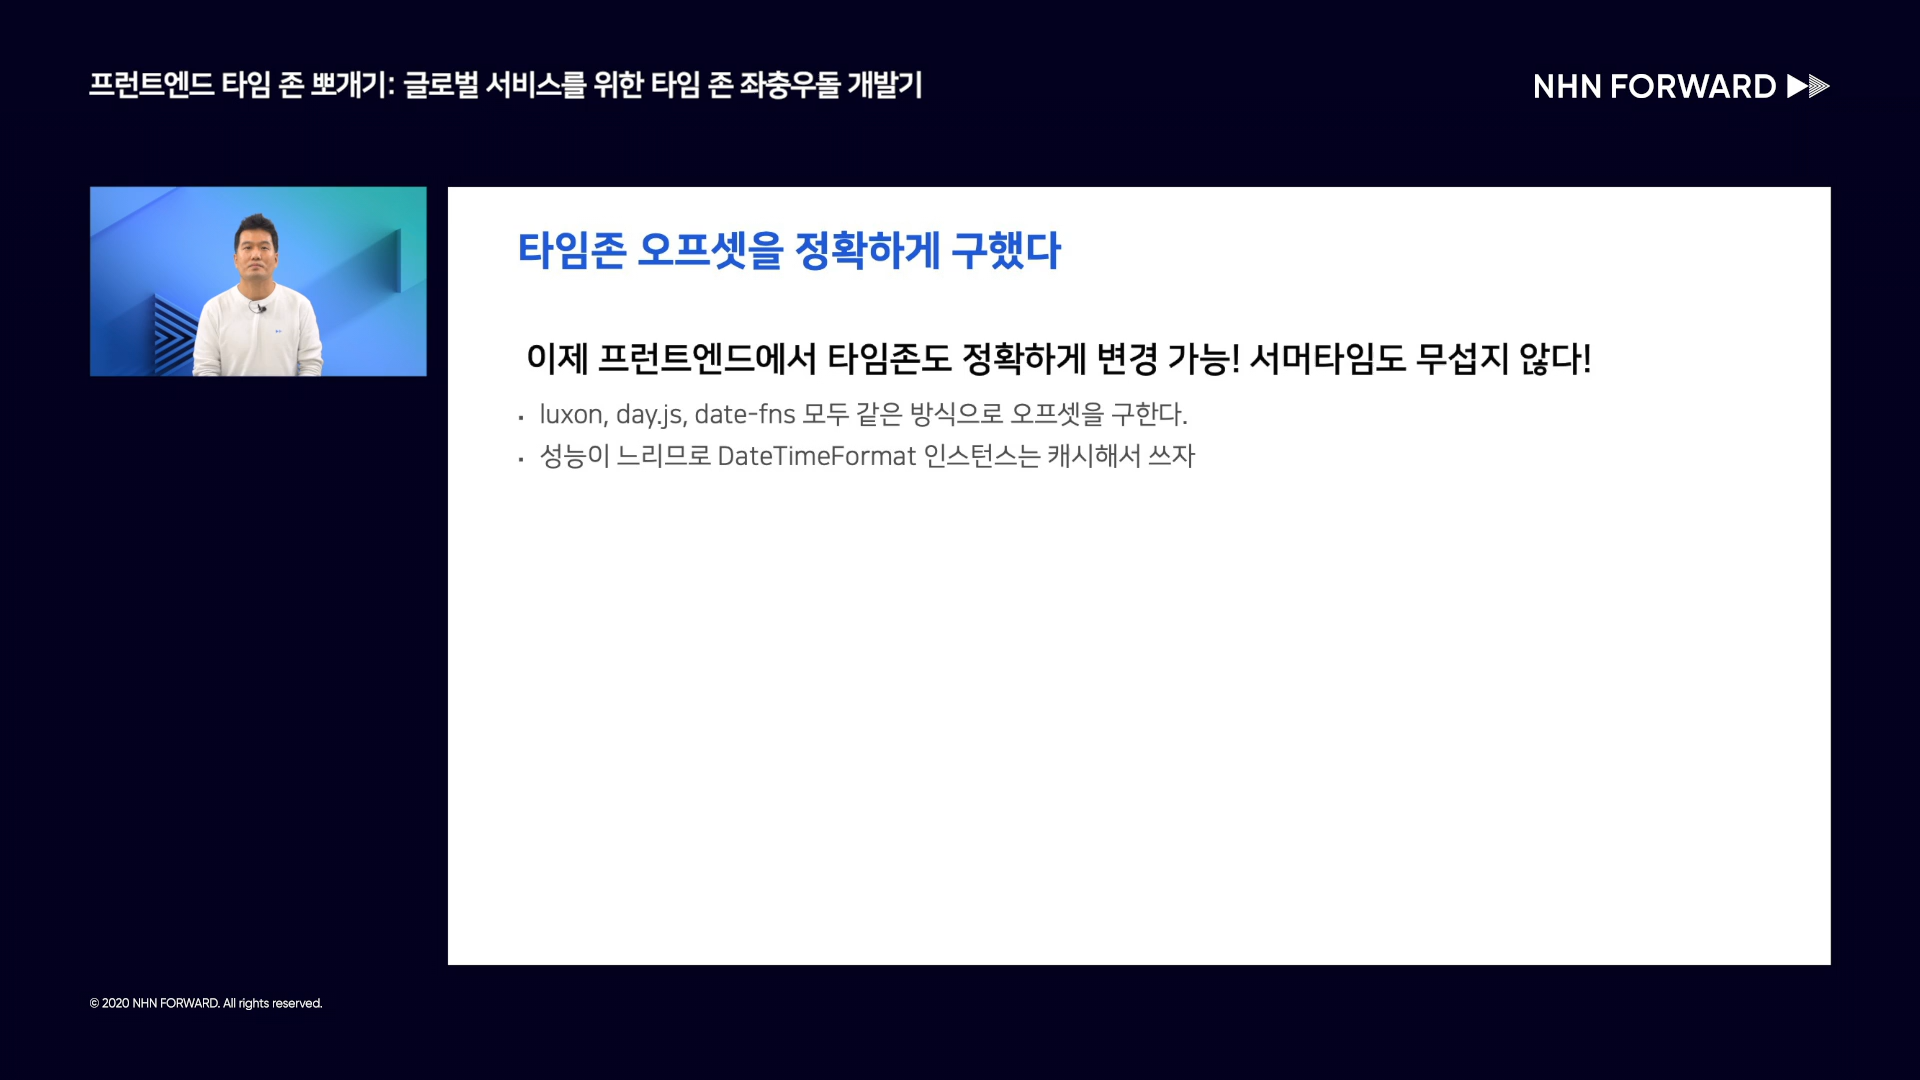 프런트엔드 타임 존 뽀개기: 글로벌 서비스를 위한 타임 존 좌충우돌 개발기
NHN FORWARD
타임존 오프셋을 정확하게 구했다
이제 프런트엔드에서 타임존도 정확하게 변경 가능! 서머타임도 무섭지 않다!
· luxon, day.js, date-fns 모두 같은 방식으로 오프셋을 구한다.
· 성능이 느리므로 DateTimeFormat 인스턴스는 캐시해서 쓰자
© 2020 NHN FORWARD. All rights reserved.